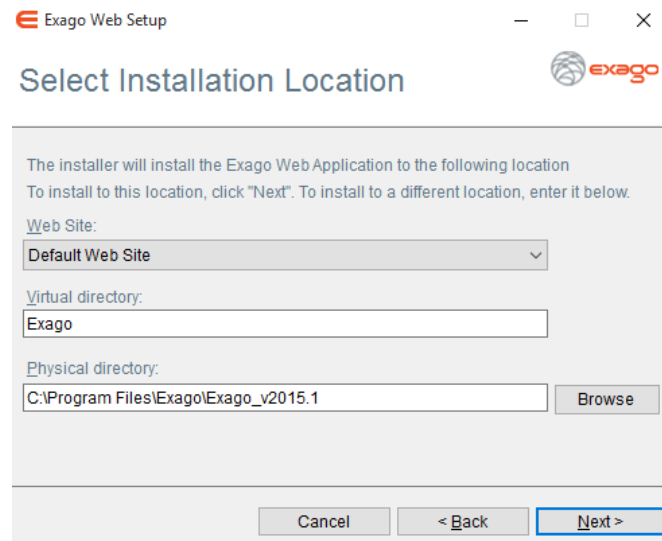 Exago Web Setup
Select Installation Location
exago
The installer will install the Exago Web Application to the following location
To install to this location, click "Next". To install to a different location, enter it below.
Web Site:
Default Web Site
Virtual directory:
Exago
Physical directory:
C:\Program Files\Exago\Exago_v2015.1
Browse
Cancel
< Back
Next >